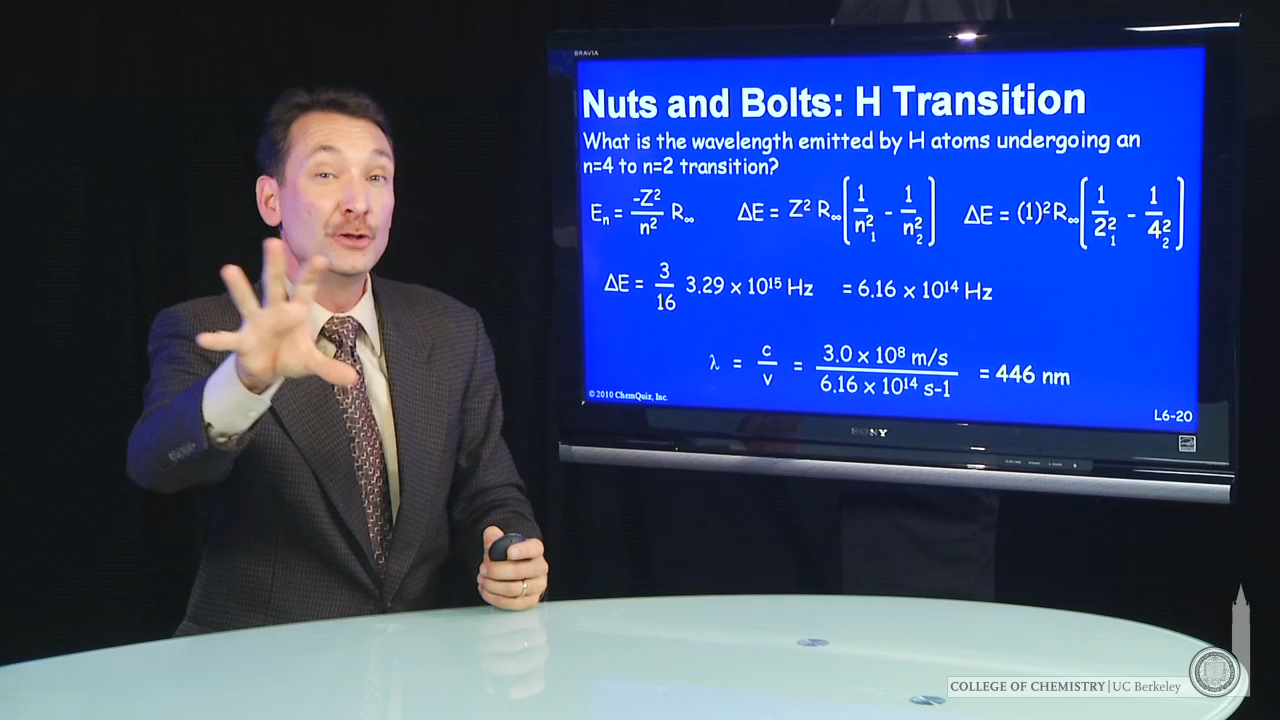 BRAVIA
Nuts and Bolts: H Transition
What is the wavelength emitted by H atoms undergoing an
n=4 to n=2 transition?
Eₙ = -Z²/n² R∞   ΔE = Z² R∞ [1/n²₁ - 1/n²₂]   ΔE = (1)² R∞ [1/2²₁ - 1/4²₂]
ΔE = 3/16 3.29 x 10¹⁵ Hz = 6.16 x 10¹⁴ Hz
λ = c/v = 3.0 x 10⁸ m/s / 6.16 x 10¹⁴ s-1 = 446 nm
© 2010 ChemQuiz, Inc.
L6-20
SONY
COLLEGE OF CHEMISTRY | UC Berkeley